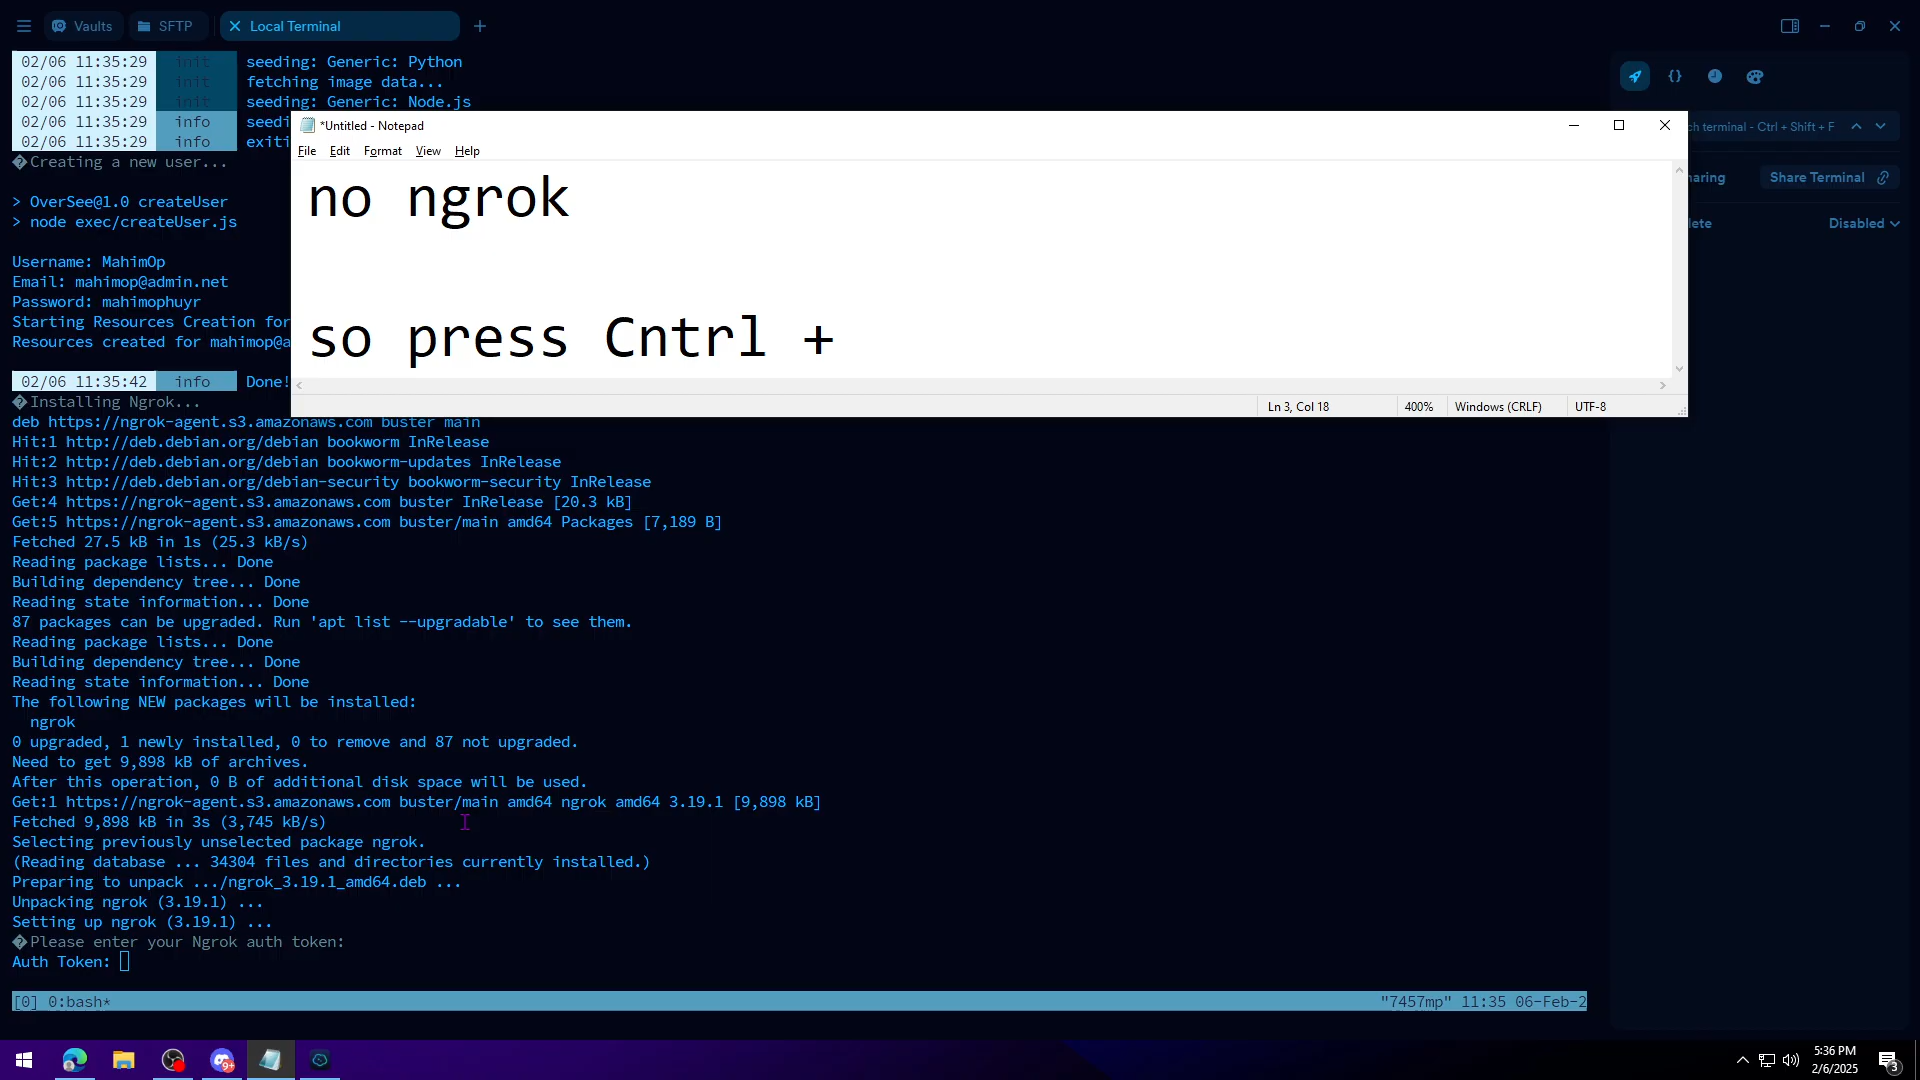 Vaults
SFTP
Local Terminal
02/06 11:35:29 init seeding: Generic: Python
02/06 11:35:29 init fetching image data...
02/06 11:35:29 init seeding: Generic: Node.js
02/06 11:35:29 info seedi
02/06 11:35:29 info exiti
�Creating a new user...
> OverSee@1.0 createUser
> node exec/createUser.js
Username: MahimOp
Email: mahimop@admin.net
Password: mahimophuyr
Starting Resources Creation for
Resources created for mahimop@a
02/06 11:35:42 info Done!
�Installing Ngrok...
deb https://ngrok-agent.s3.amazonaws.com buster main
Hit:1 http://deb.debian.org/debian bookworm InRelease
Hit:2 http://deb.debian.org/debian bookworm-updates InRelease
Hit:3 http://deb.debian.org/debian-security bookworm-security InRelease
Get:4 https://ngrok-agent.s3.amazonaws.com buster InRelease [20.3 kB]
Get:5 https://ngrok-agent.s3.amazonaws.com buster/main amd64 Packages [7,189 B]
Fetched 27.5 kB in 1s (25.3 kB/s)
Reading package lists... Done
Building dependency tree... Done
Reading state information... Done
87 packages can be upgraded. Run 'apt list --upgradable' to see them.
Reading package lists... Done
Building dependency tree... Done
Reading state information... Done
The following NEW packages will be installed:
ngrok
0 upgraded, 1 newly installed, 0 to remove and 87 not upgraded.
Need to get 9,898 kB of archives.
After this operation, 0 B of additional disk space will be used.
Get:1 https://ngrok-agent.s3.amazonaws.com buster/main amd64 ngrok amd64 3.19.1 [9,898 kB]
Fetched 9,898 kB in 3s (3,745 kB/s)
Selecting previously unselected package ngrok.
(Reading database ... 34304 files and directories currently installed.)
Preparing to unpack .../ngrok_3.19.1_amd64.deb ...
Unpacking ngrok (3.19.1) ...
Setting up ngrok (3.19.1) ...
�Please enter your Ngrok auth token:
Auth Token:
[0] 0:bash* "7457mp" 11:35 06-Feb-2
*Untitled - Notepad
File Edit Format View Help
no ngrok
so press Cntrl +
Ln 3, Col 18 400% Windows (CRLF) UTF-8
ch terminal - Ctrl + Shift + F
haring
Share Terminal
lete
Disabled
9+
5:36 PM
2/6/2025
3